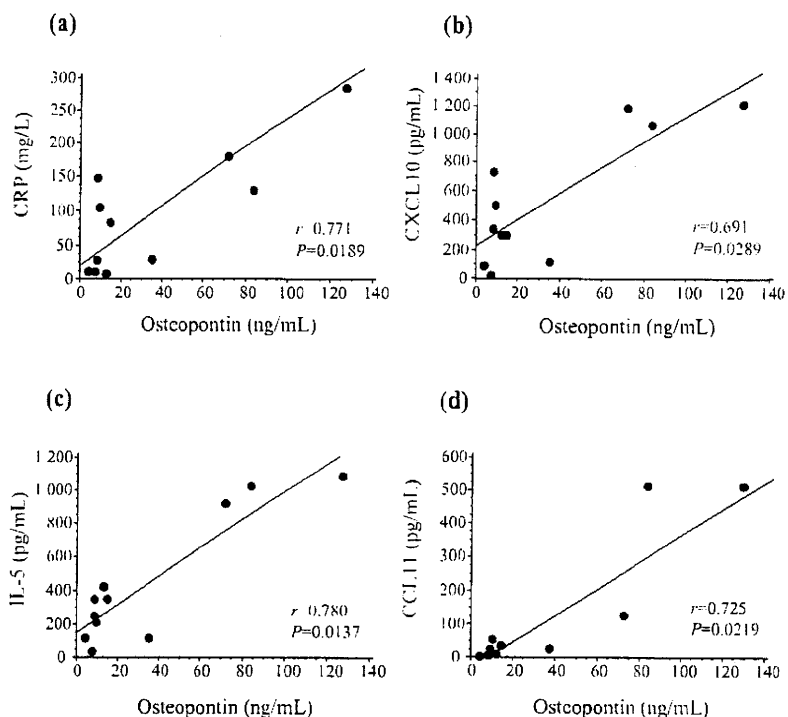 (a)
CRP (mg/L)
300
250
200
150
100
50
0
r 0.771
P=0.0189
0 20 40 60 80 100 120 140
Osteopontin (ng/mL)
(b)
CXCL10 (pg/mL)
1 400
1 200
1 000
800
600
400
200
0
r=0.691
P=0.0289
0 20 40 60 80 100 120 140
Osteopontin (ng/mL)
(c)
IL-5 (pg/mL)
1 200
1 000
800
600
400
200
0
r 0.780
P=0.0137
0 20 40 60 80 100 120 140
Osteopontin (ng/mL)
(d)
CCL11 (pg/mL)
600
500
400
300
200
100
0
r=0.725
P=0.0219
0 20 40 60 80 100 120 140
Osteopontin (ng/mL)